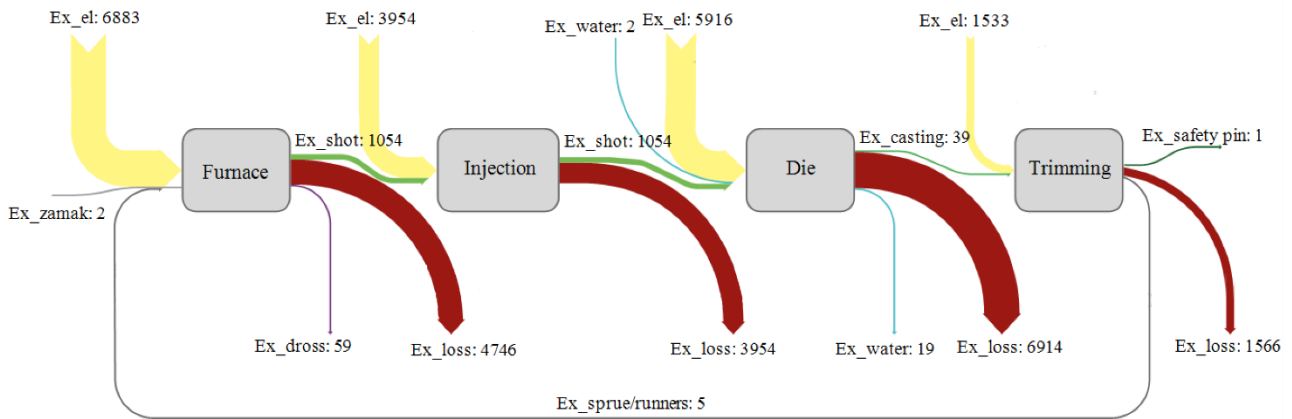 Ex_el: 6883
Ex_el: 3954
Ex_water: 2
Ex_el: 5916
Ex_el: 1533
Ex_shot: 1054
Ex_shot: 1054
Ex_casting: 39
Ex_safety pin: 1
Furnace
Injection
Die
Trimming
Ex_zamak: 2
Ex_dross: 59
Ex_loss: 4746
Ex_loss: 3954
Ex_water: 19
Ex_loss: 6914
Ex_loss: 1566
Ex_sprue/runners: 5